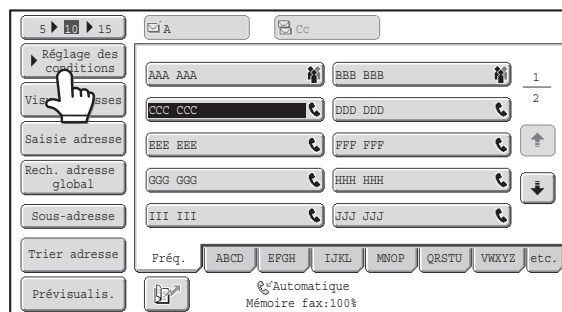 5 10 15
A
Cc
Réglage des
conditions
Saisie adresse
Rech. adresse
global
Sous-adresse
Trier adresse
Prévisualis.
AAA AAA
BBB BBB
CCC CCC
DDD DDD
EEE EEE
FFF FFF
GGG GGG
HHH HHH
III III
JJJ JJJ
1
2
Fréq.
ABCD
EFGH
IJKL
MNOP
QRSTU
VWXYZ
etc.
Automatique
Mémoire fax:100%